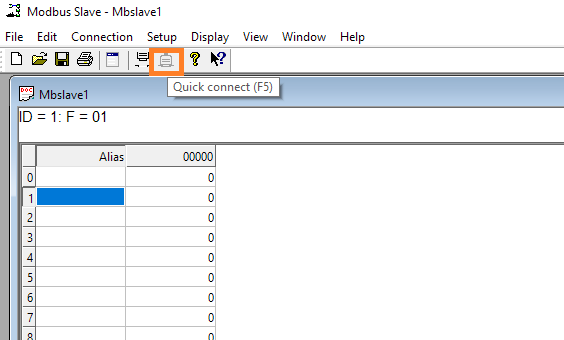 Modbus Slave - Mbslave1
File Edit Connection Setup Display View Window Help
Quick connect (F5)
Mbslave1
ID = 1: F = 01
Alias 00000
0 0
1 0
2 0
3 0
4 0
5 0
6 0
7 0
8 0